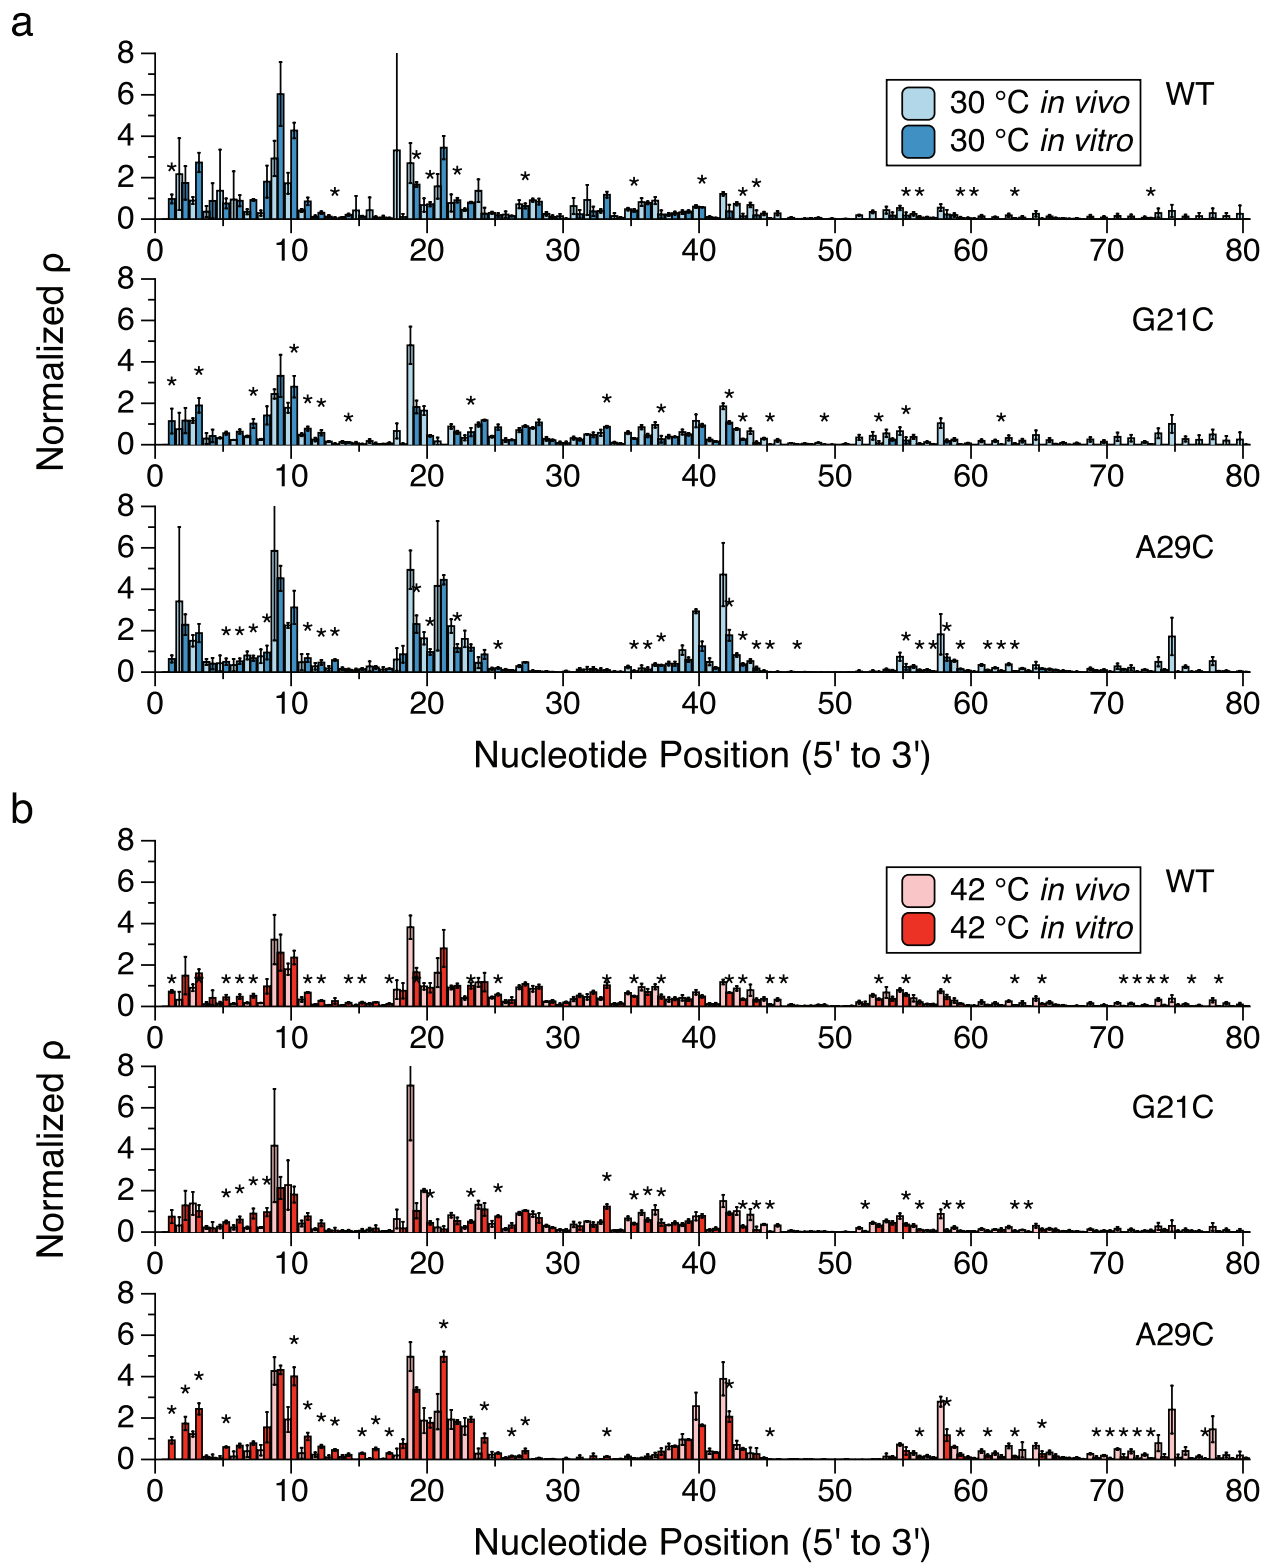 a
8
6
4
2
0
0 10 20 30 40 50 60 70 80
30 °C in vivo
30 °C in vitro
WT
8
6
4
2
0
0 10 20 30 40 50 60 70 80
G21C
Normalized ρ
8
6
4
2
0
0 10 20 30 40 50 60 70 80
A29C
Nucleotide Position (5' to 3')
b
8
6
4
2
0
0 10 20 30 40 50 60 70 80
42 °C in vivo
42 °C in vitro
WT
8
6
4
2
0
0 10 20 30 40 50 60 70 80
G21C
Normalized ρ
8
6
4
2
0
0 10 20 30 40 50 60 70 80
A29C
Nucleotide Position (5' to 3')